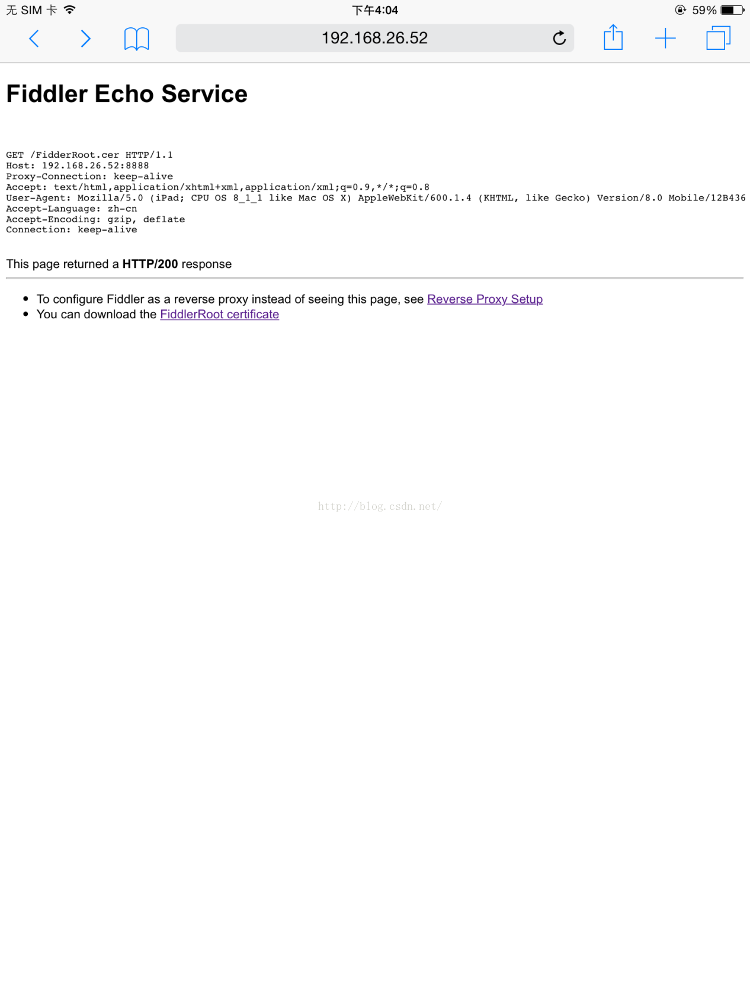 无 SIM 卡 下午4:04 59%
192.168.26.52
Fiddler Echo Service
GET /FidderRoot.cer HTTP/1.1
Host: 192.168.26.52:8888
Proxy-Connection: keep-alive
Accept: text/html,application/xhtml+xml,application/xml;q=0.9,*/*;q=0.8
User-Agent: Mozilla/5.0 (iPad; CPU OS 8_1_1 like Mac OS X) AppleWebKit/600.1.4 (KHTML, like Gecko) Version/8.0 Mobile/12B436
Accept-Language: zh-cn
Accept-Encoding: gzip, deflate
Connection: keep-alive
This page returned a HTTP/200 response
To configure Fiddler as a reverse proxy instead of seeing this page, see Reverse Proxy Setup
You can download the FiddlerRoot certificate
http://blog.csdn.net/